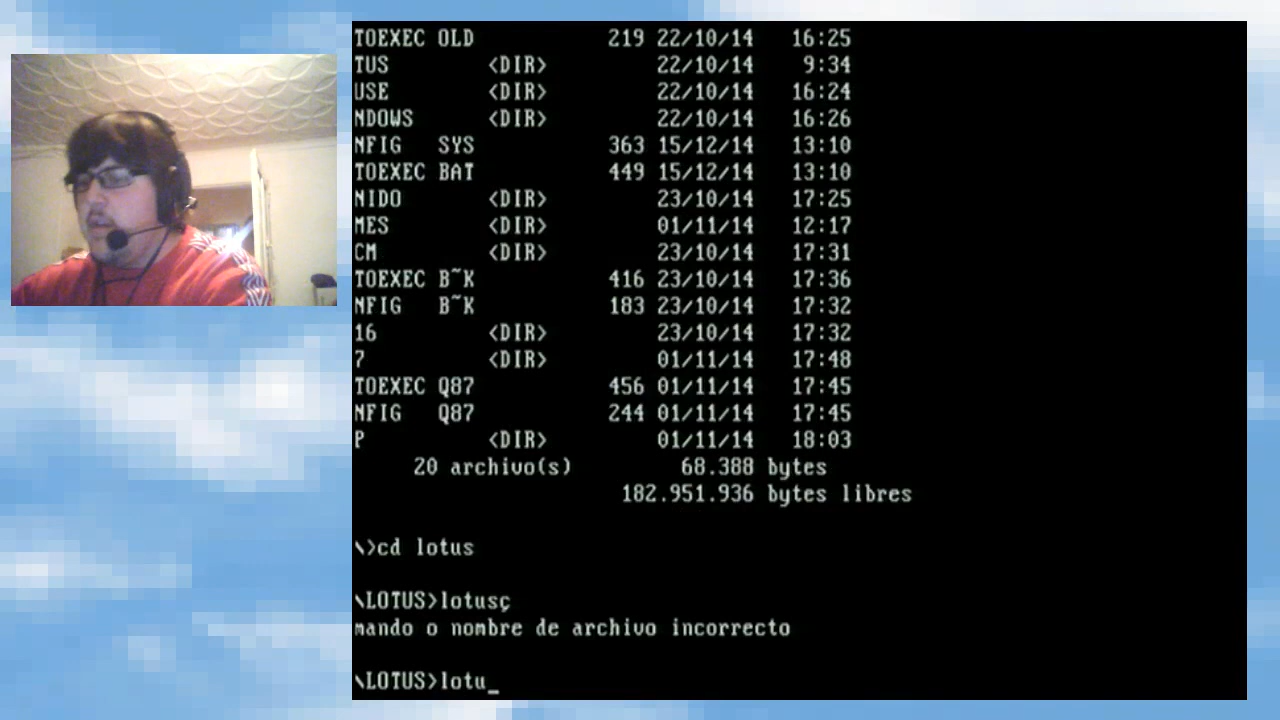 TOEXEC OLD 219 22/10/14 16:25
TUS <DIR> 22/10/14 9:34
USE <DIR> 22/10/14 16:24
NDOWS <DIR> 22/10/14 16:26
NFIG SYS 363 15/12/14 13:10
TOEXEC BAT 449 15/12/14 13:10
NIDO <DIR> 23/10/14 17:25
MES <DIR> 01/11/14 12:17
CM <DIR> 23/10/14 17:31
TOEXEC B~K 416 23/10/14 17:36
NFIG B~K 183 23/10/14 17:32
16 <DIR> 23/10/14 17:32
7 <DIR> 01/11/14 17:48
TOEXEC Q87 456 01/11/14 17:45
NFIG Q87 244 01/11/14 17:45
P <DIR> 01/11/14 18:03
20 archivo(s) 68.388 bytes
182.951.936 bytes libres
\>cd lotus
\LOTUS>lotusç
mando o nombre de archivo incorrecto
\LOTUS>lotu_